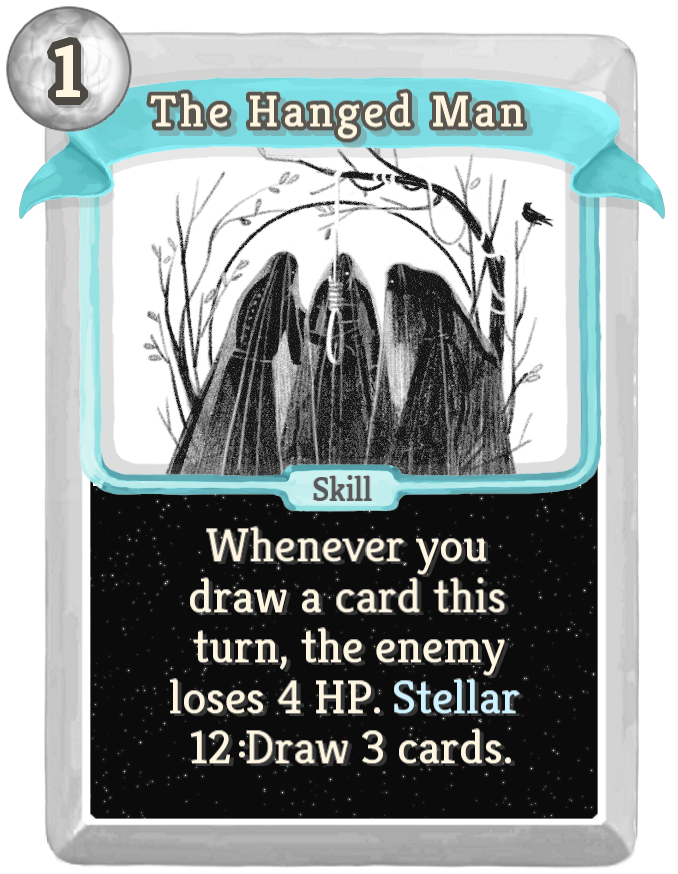 1
The Hanged Man
Skill
Whenever you
draw a card this
turn, the enemy
loses 4 HP. Stellar
12:Draw 3 cards.